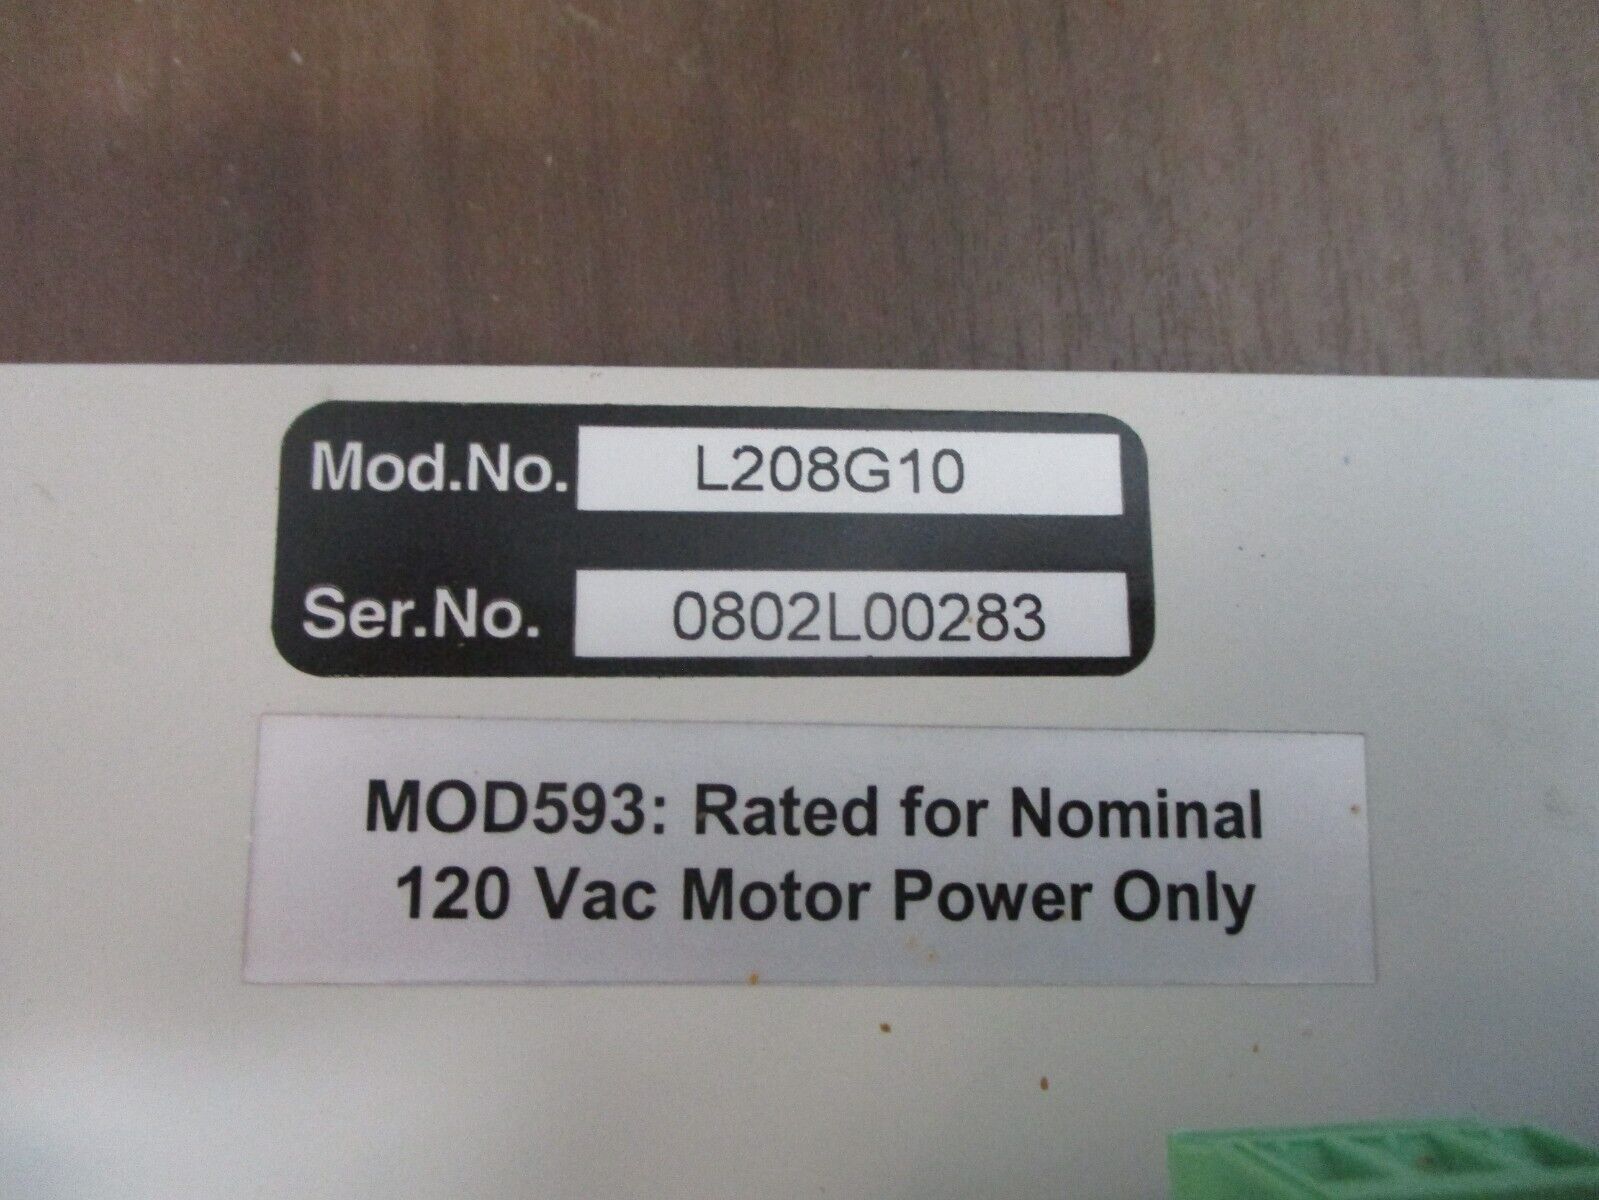 Mod.No. L208G10
Ser.No. 0802L00283
MOD593: Rated for Nominal
120 Vac Motor Power Only